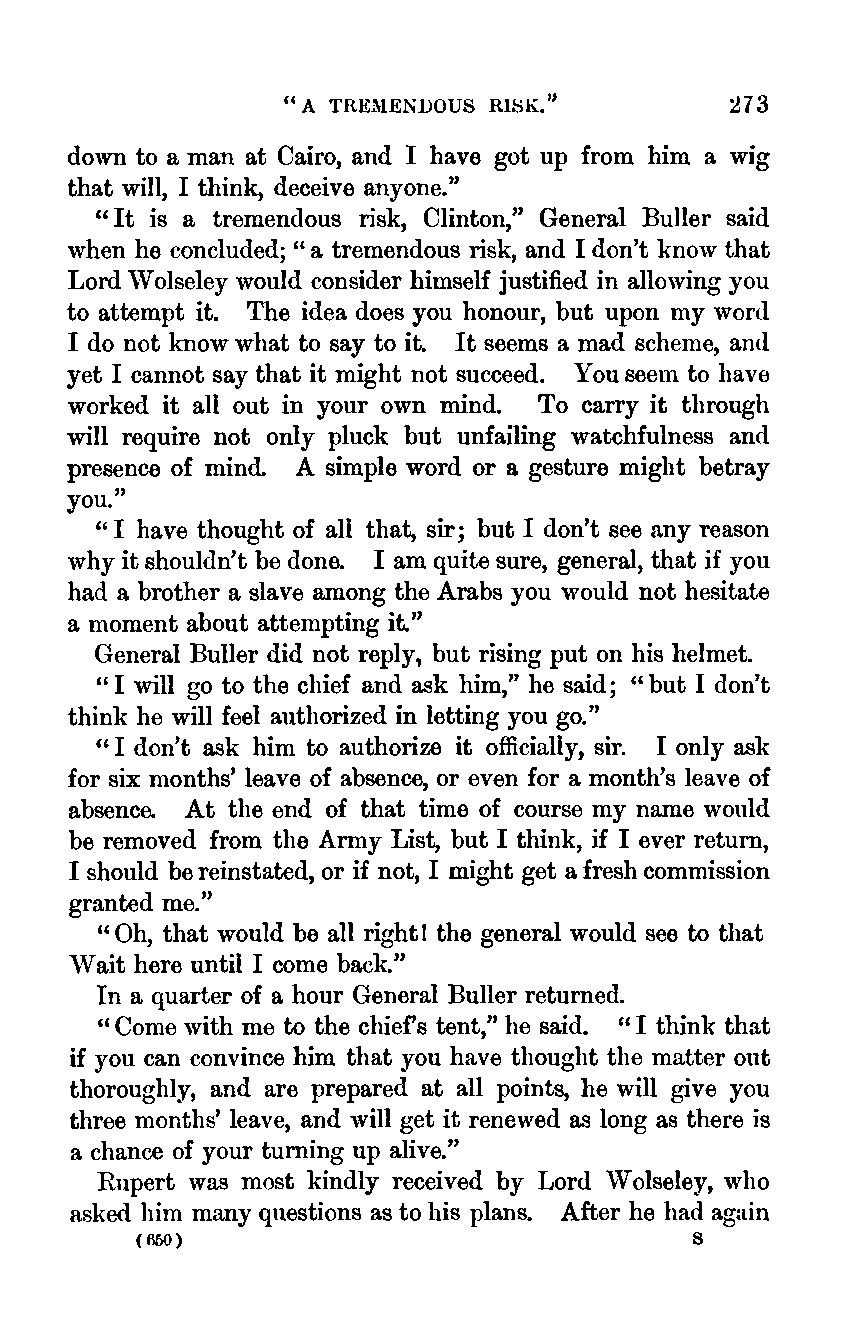 "A TREMENDOUS RISK." 273
down to a man at Cairo, and I have got up from him a wig
that will, I think, deceive anyone."
"It is a tremendous risk, Clinton," General Buller said
when he concluded; "a tremendous risk, and I don't know that
Lord Wolseley would consider himself justified in allowing you
to attempt it. The idea does you honour, but upon my word
I do not know what to say to it. It seems a mad scheme, and
yet I cannot say that it might not succeed. You seem to have
worked it all out in your own mind. To carry it through
will require not only pluck but unfailing watchfulness and
presence of mind. A simple word or a gesture might betray
you."
"I have thought of all that, sir; but I don't see any reason
why it shouldn't be done. I am quite sure, general, that if you
had a brother a slave among the Arabs you would not hesitate
a moment about attempting it."
General Buller did not reply, but rising put on his helmet.
"I will go to the chief and ask him," he said; "but I don't
think he will feel authorized in letting you go."
"I don't ask him to authorize it officially, sir. I only ask
for six months' leave of absence, or even for a month's leave of
absence. At the end of that time of course my name would
be removed from the Army List, but I think, if I ever return,
I should be reinstated, or if not, I might get a fresh commission
granted me."
"Oh, that would be all right! the general would see to that
Wait here until I come back."
In a quarter of a hour General Buller returned.
"Come with me to the chief's tent," he said. "I think that
if you can convince him that you have thought the matter out
thoroughly, and are prepared at all points, he will give you
three months' leave, and will get it renewed as long as there is
a chance of your turning up alive."
Rupert was most kindly received by Lord Wolseley, who
asked him many questions as to his plans. After he had again
(650) S